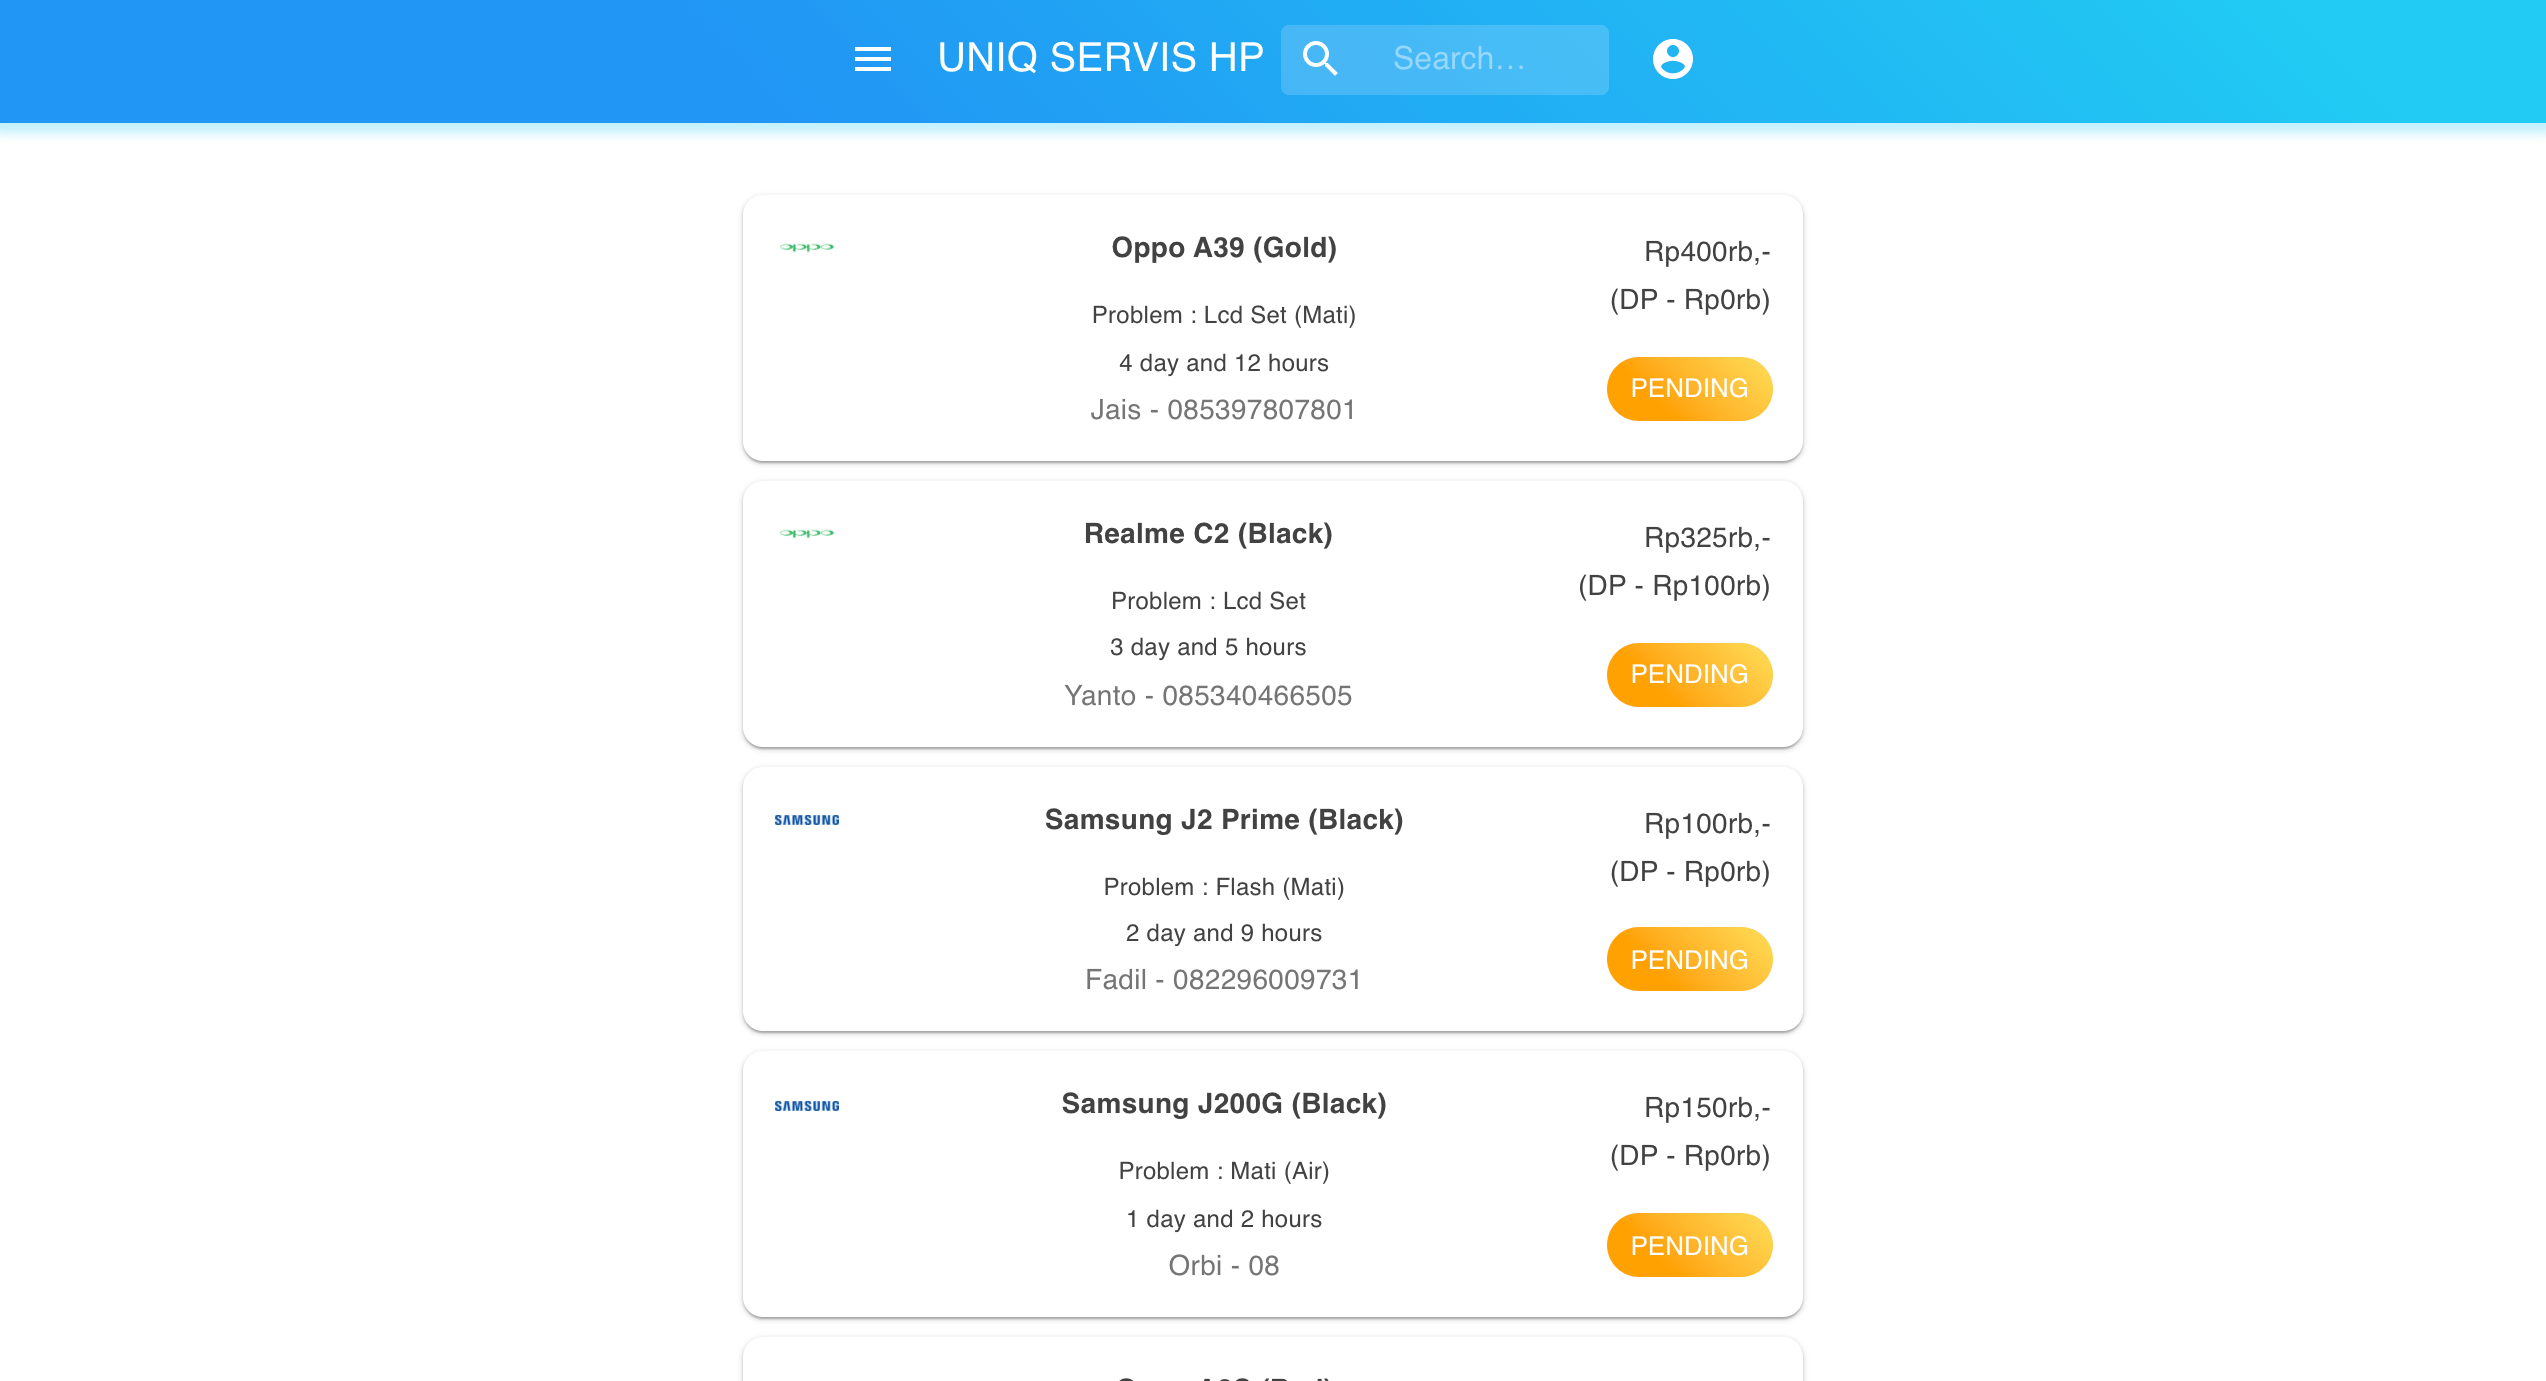 UNIQ SERVIS HP
Search...
oppo
Oppo A39 (Gold)
Rp400rb,-
(DP - Rp0rb)
Problem : Lcd Set (Mati)
4 day and 12 hours
Jais - 085397807801
PENDING
oppo
Realme C2 (Black)
Rp325rb,-
(DP - Rp100rb)
Problem : Lcd Set
3 day and 5 hours
Yanto - 085340466505
PENDING
SAMSUNG
Samsung J2 Prime (Black)
Rp100rb,-
(DP - Rp0rb)
Problem : Flash (Mati)
2 day and 9 hours
Fadil - 082296009731
PENDING
SAMSUNG
Samsung J200G (Black)
Rp150rb,-
(DP - Rp0rb)
Problem : Mati (Air)
1 day and 2 hours
Orbi - 08
PENDING